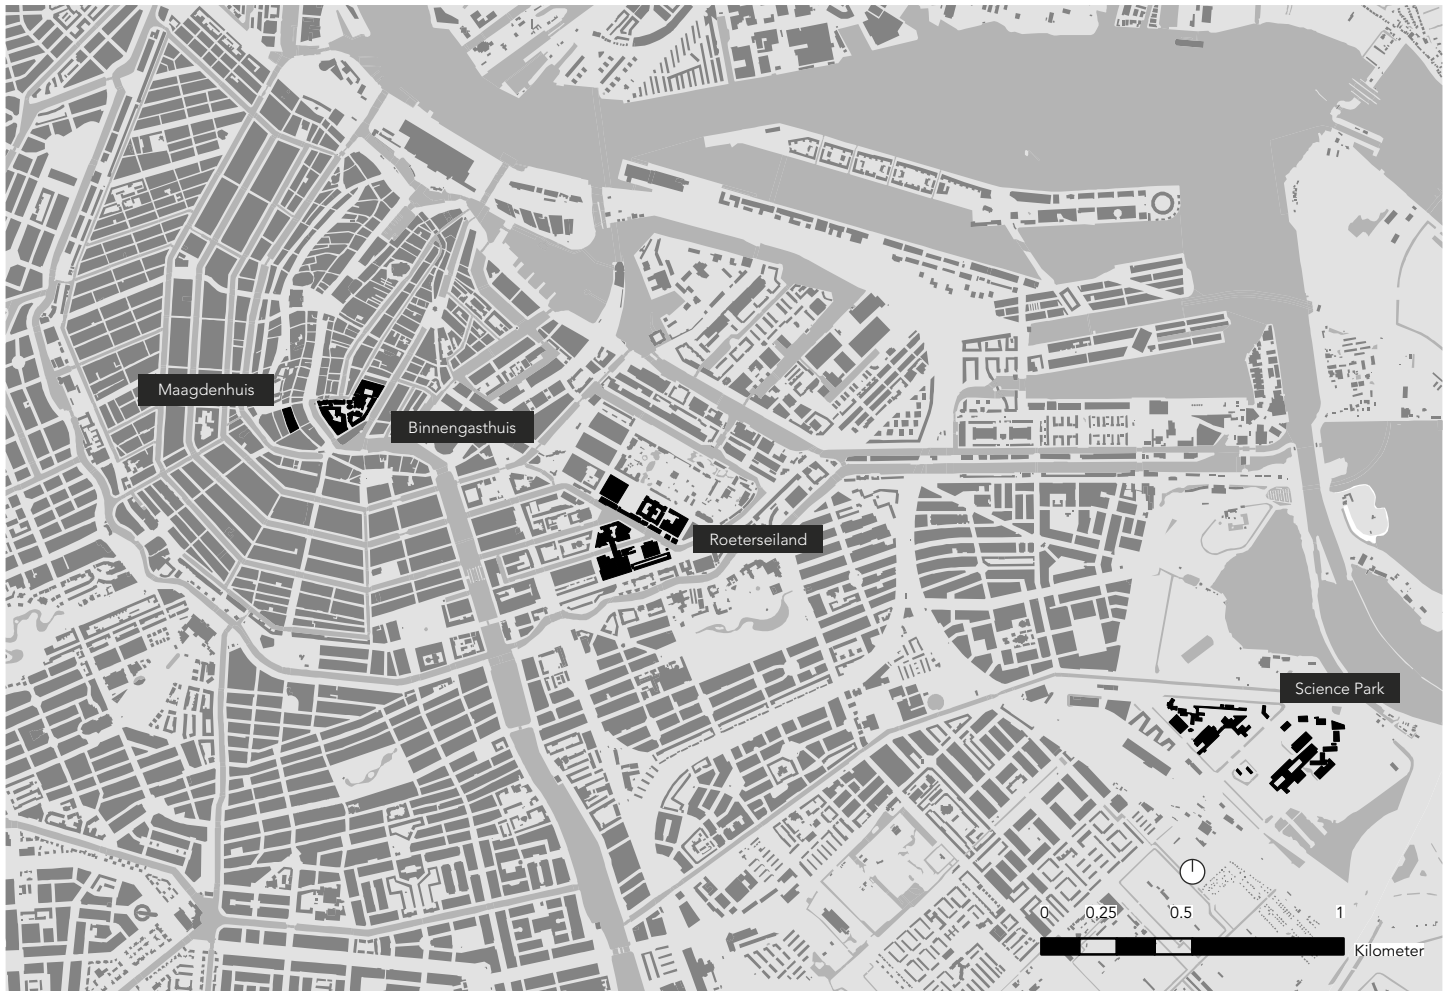 Maagdenhuis
Binnengasthuis
Roeterseiland
Science Park
0 0,25 0.5 1
Kilometer